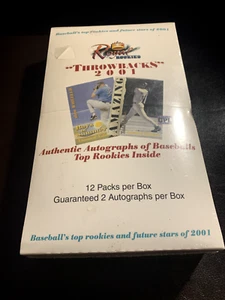 Baseball's top rookies and future stars of 2001
Royal
ROOKIES
"THROWBACKS"
2001
AMAZING
Authentic Autographs of Baseballs
Top Rookies Inside
12 Packs per Box
Guaranteed 2 Autographs per Box
Baseball's top rookies and future stars of 2001